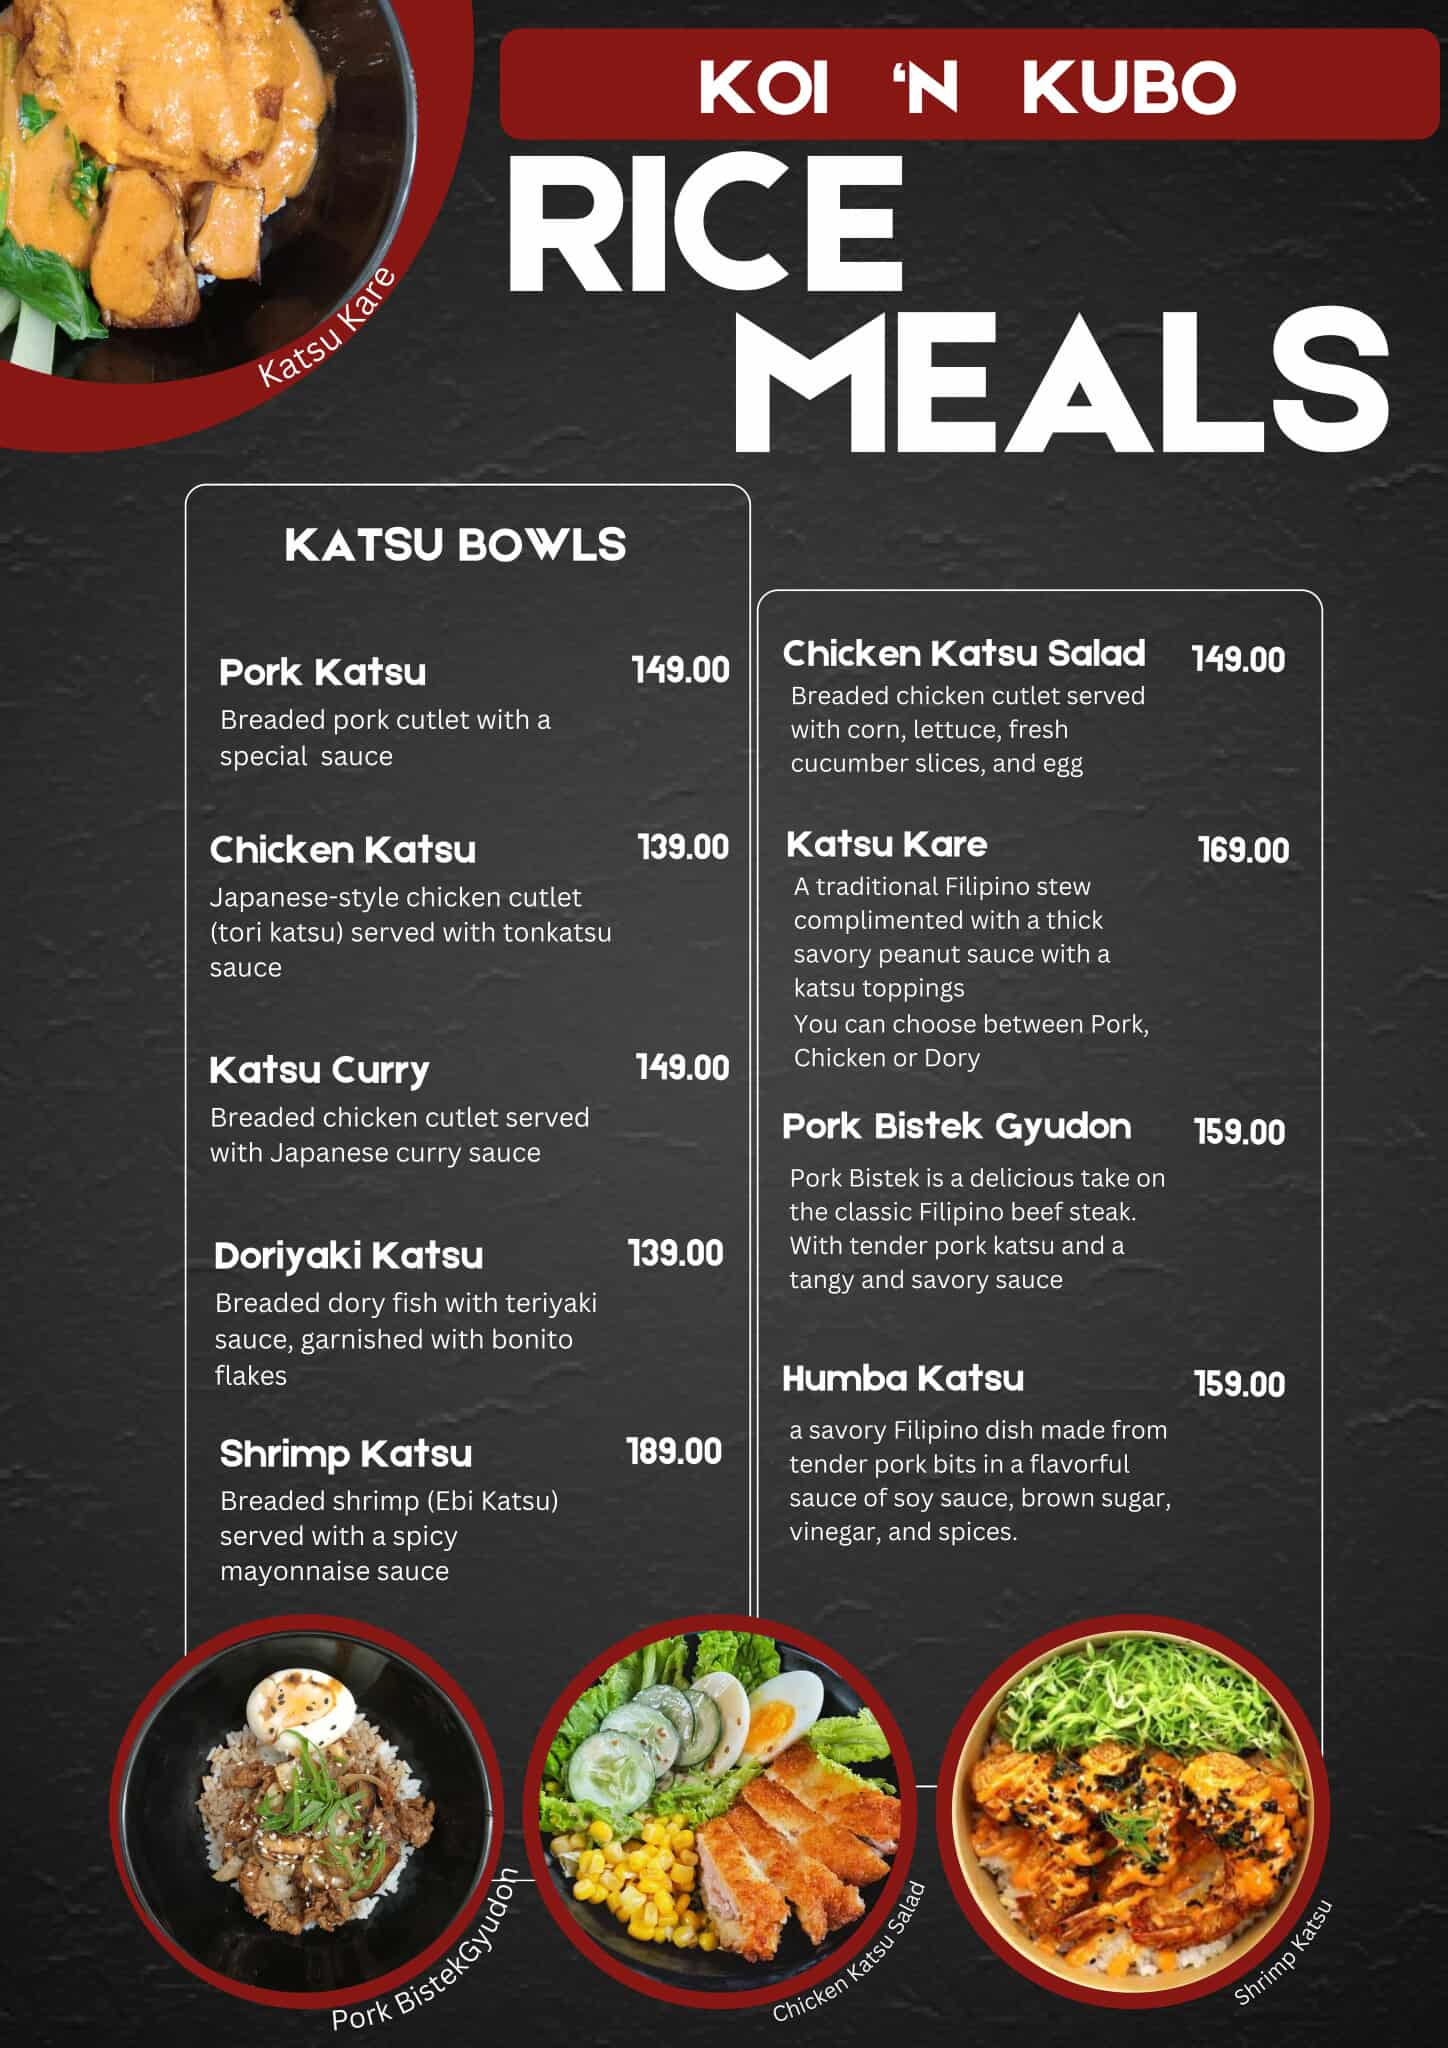 Katsu Kare
KOI 'N KUBO
RICE
MEALS
KATSU BOWLS
Pork Katsu 149.00
Breaded pork cutlet with a
special sauce
Chicken Katsu 139.00
Japanese-style chicken cutlet
(tori katsu) served with tonkatsu
sauce
Katsu Curry 149.00
Breaded chicken cutlet served
with Japanese curry sauce
Doriyaki Katsu 139.00
Breaded dory fish with teriyaki
sauce, garnished with bonito
flakes
Shrimp Katsu 189.00
Breaded shrimp (Ebi Katsu)
served with a spicy
mayonnaise sauce
Chicken Katsu Salad 149.00
Breaded chicken cutlet served
with corn, lettuce, fresh
cucumber slices, and egg
Katsu Kare 169.00
A traditional Filipino stew
complimented with a thick
savory peanut sauce with a
katsu toppings
You can choose between Pork,
Chicken or Dory
Pork Bistek Gyudon 159.00
Pork Bistek is a delicious take on
the classic Filipino beef steak.
With tender pork katsu and a
tangy and savory sauce
Humba Katsu 159.00
a savory Filipino dish made from
tender pork bits in a flavorful
sauce of soy sauce, brown sugar,
vinegar, and spices.
Pork BistekGyudon
Chicken Katsu Salad
Shrimp Katsu